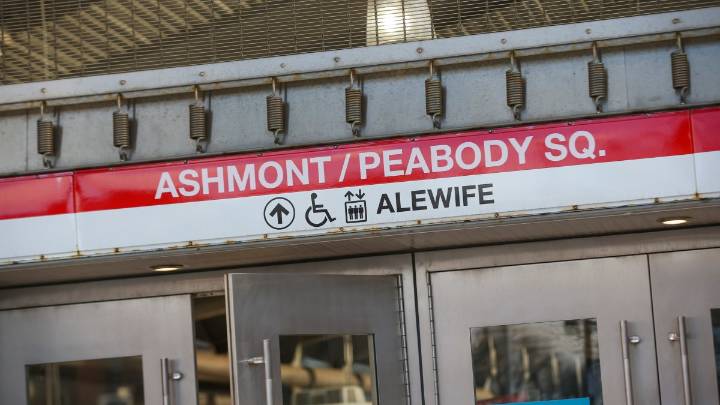 ASHMONT / PEABODY SQ.
ALEWIFE